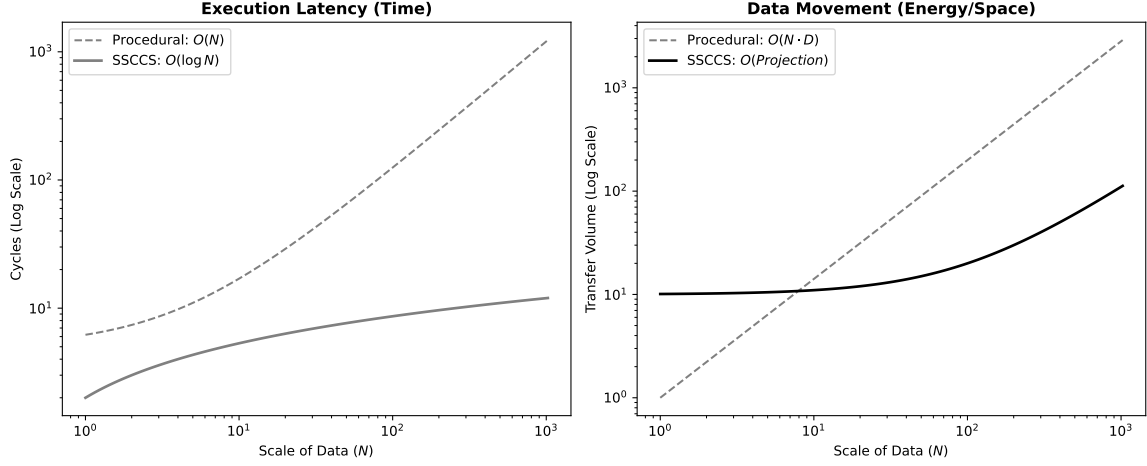 Execution Latency (Time)
Procedural: O(N)
SSCCS: O(log N)
Cycles (Log Scale)
10³
10²
10¹
10⁰ 10¹ 10² 10³
Scale of Data (N)
Data Movement (Energy/Space)
Procedural: O(N · D)
SSCCS: O(Projection)
Transfer Volume (Log Scale)
10³
10²
10¹
10⁰
10⁰ 10¹ 10² 10³
Scale of Data (N)